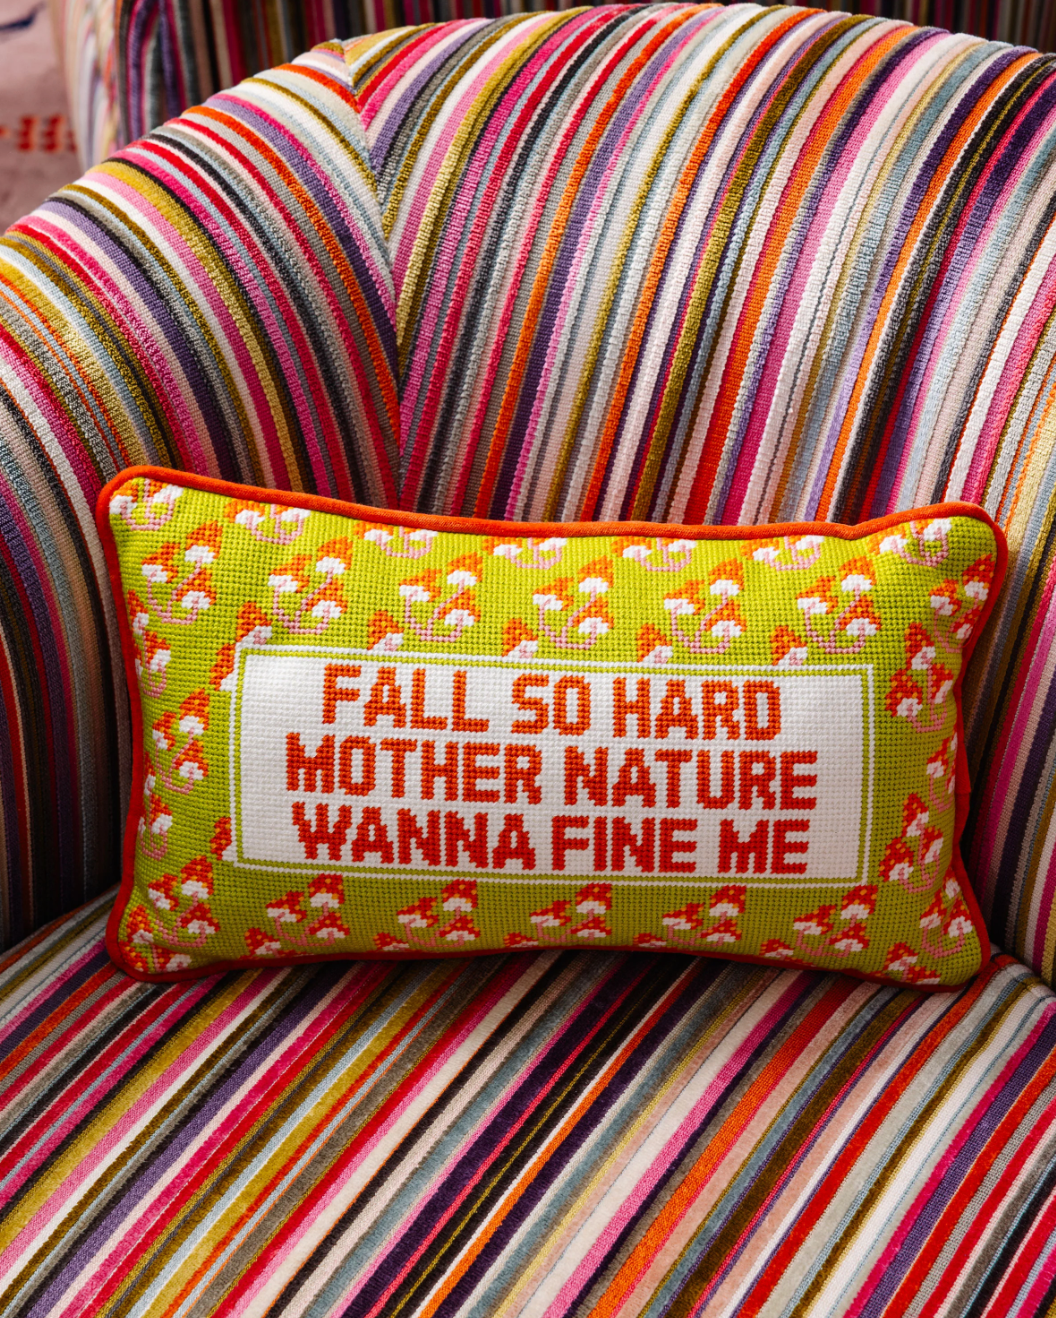 FALL SO HARD
MOTHER NATURE
WANNA FINE ME